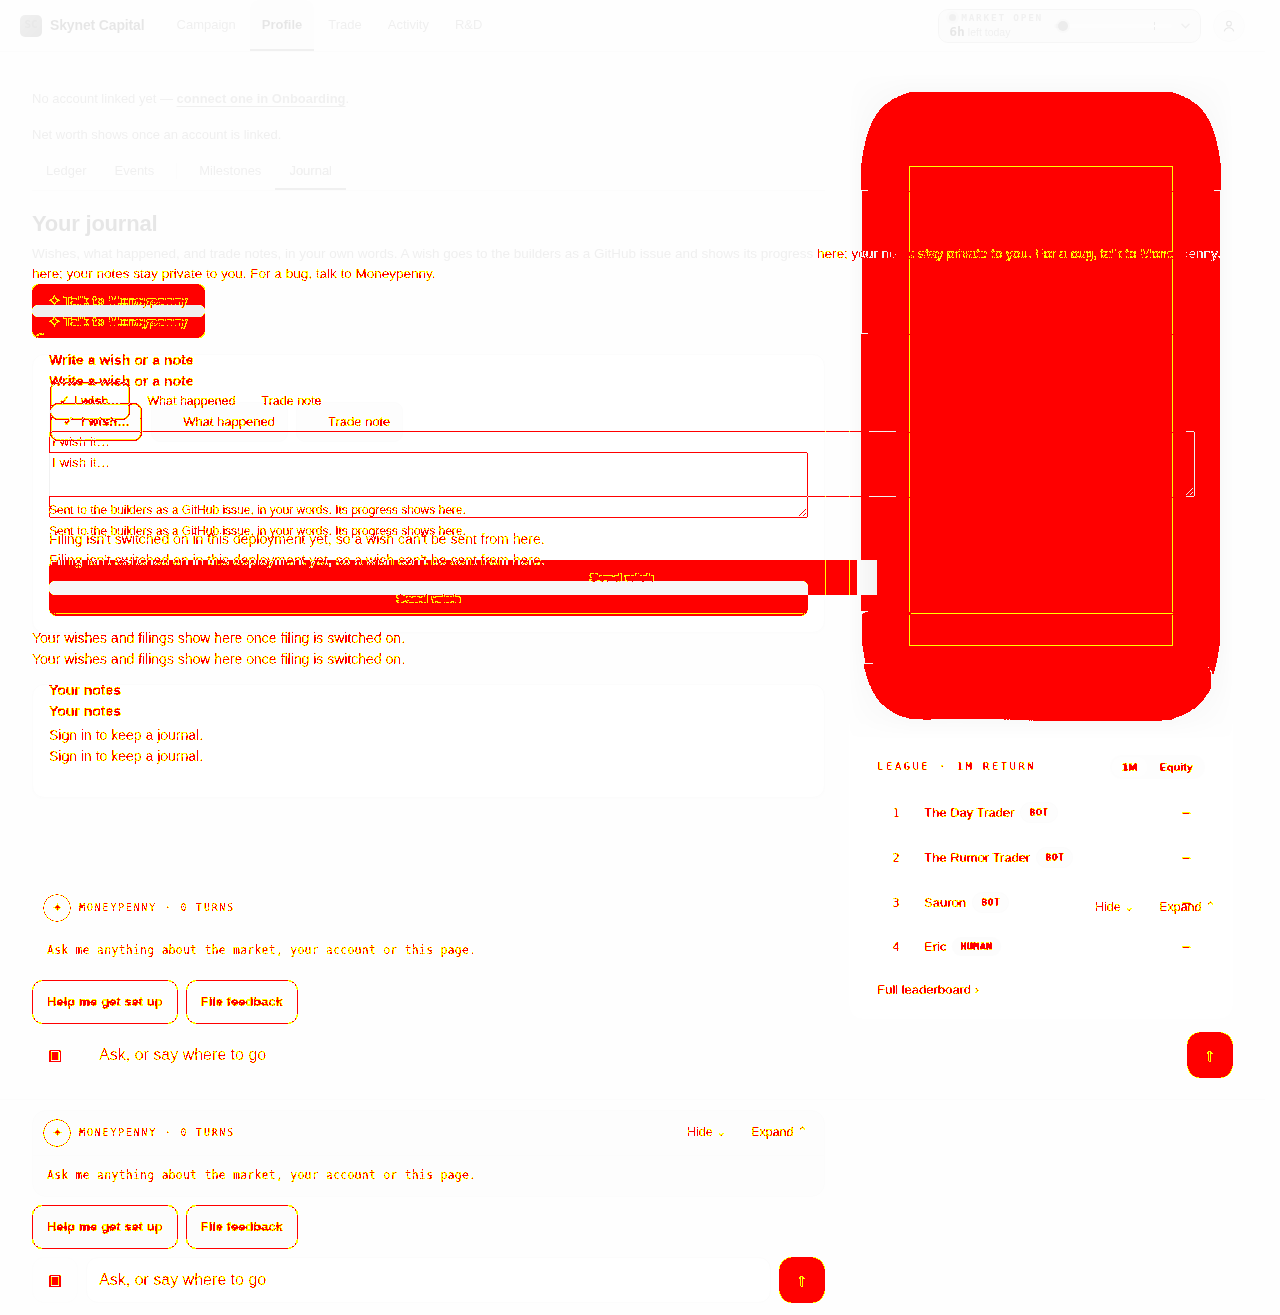 Skynet Capital Campaign Profile Trade Activity R&D
MARKET OPEN
6h left today
No account linked yet — connect one in Onboarding.
Net worth shows once an account is linked.
Ledger Events Milestones Journal
Your journal
Wishes, what happened, and trade notes, in your own words. A wish goes to the builders as a GitHub issue and shows its progress here; your notes stay private to you. For a bug, talk to Moneypenny.
here; your notes stay private to you. For a bug, talk to Moneypenny.
✧ Talk to Moneypenny
✧ Talk to Moneypenny
Write a wish or a note
Write a wish or a note
✓ I wish... What happened Trade note
✓ I wish... What happened Trade note
I wish it...
I wish it...
Sent to the builders as a GitHub issue, in your words. Its progress shows here.
Sent to the builders as a GitHub issue, in your words. Its progress shows here.
Filing isn't switched on in this deployment yet, so a wish can't be sent from here.
Filing isn't switched on in this deployment yet, so a wish can't be sent from here.
Send wish
Send wish
Your wishes and filings show here once filing is switched on.
Your wishes and filings show here once filing is switched on.
Your notes
Your notes
Sign in to keep a journal.
Sign in to keep a journal.
LEAGUE · 1M RETURN 1M Equity
1 The Day Trader BOT —
2 The Rumor Trader BOT —
3 Sauron BOT —
4 Eric HUMAN —
Full leaderboard ›
MONEYPENNY · 0 TURNS Hide ⌄ Expand ⌃
Ask me anything about the market, your account or this page.
Help me get set up File feedback
Ask, or say where to go ↑
MONEYPENNY · 0 TURNS Hide ⌄ Expand ⌃
Ask me anything about the market, your account or this page.
Help me get set up File feedback
Ask, or say where to go ↑